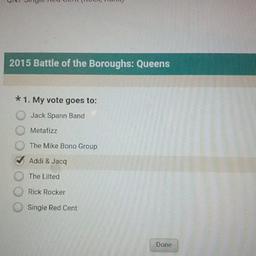 2015 Battle of the Boroughs: Queens
* 1. My vote goes to:
Jack Spann Band
Metafizz
The Mike Bono Group
Addi & Jacq
The Lilted
Rick Rocker
Single Red Cent
Done